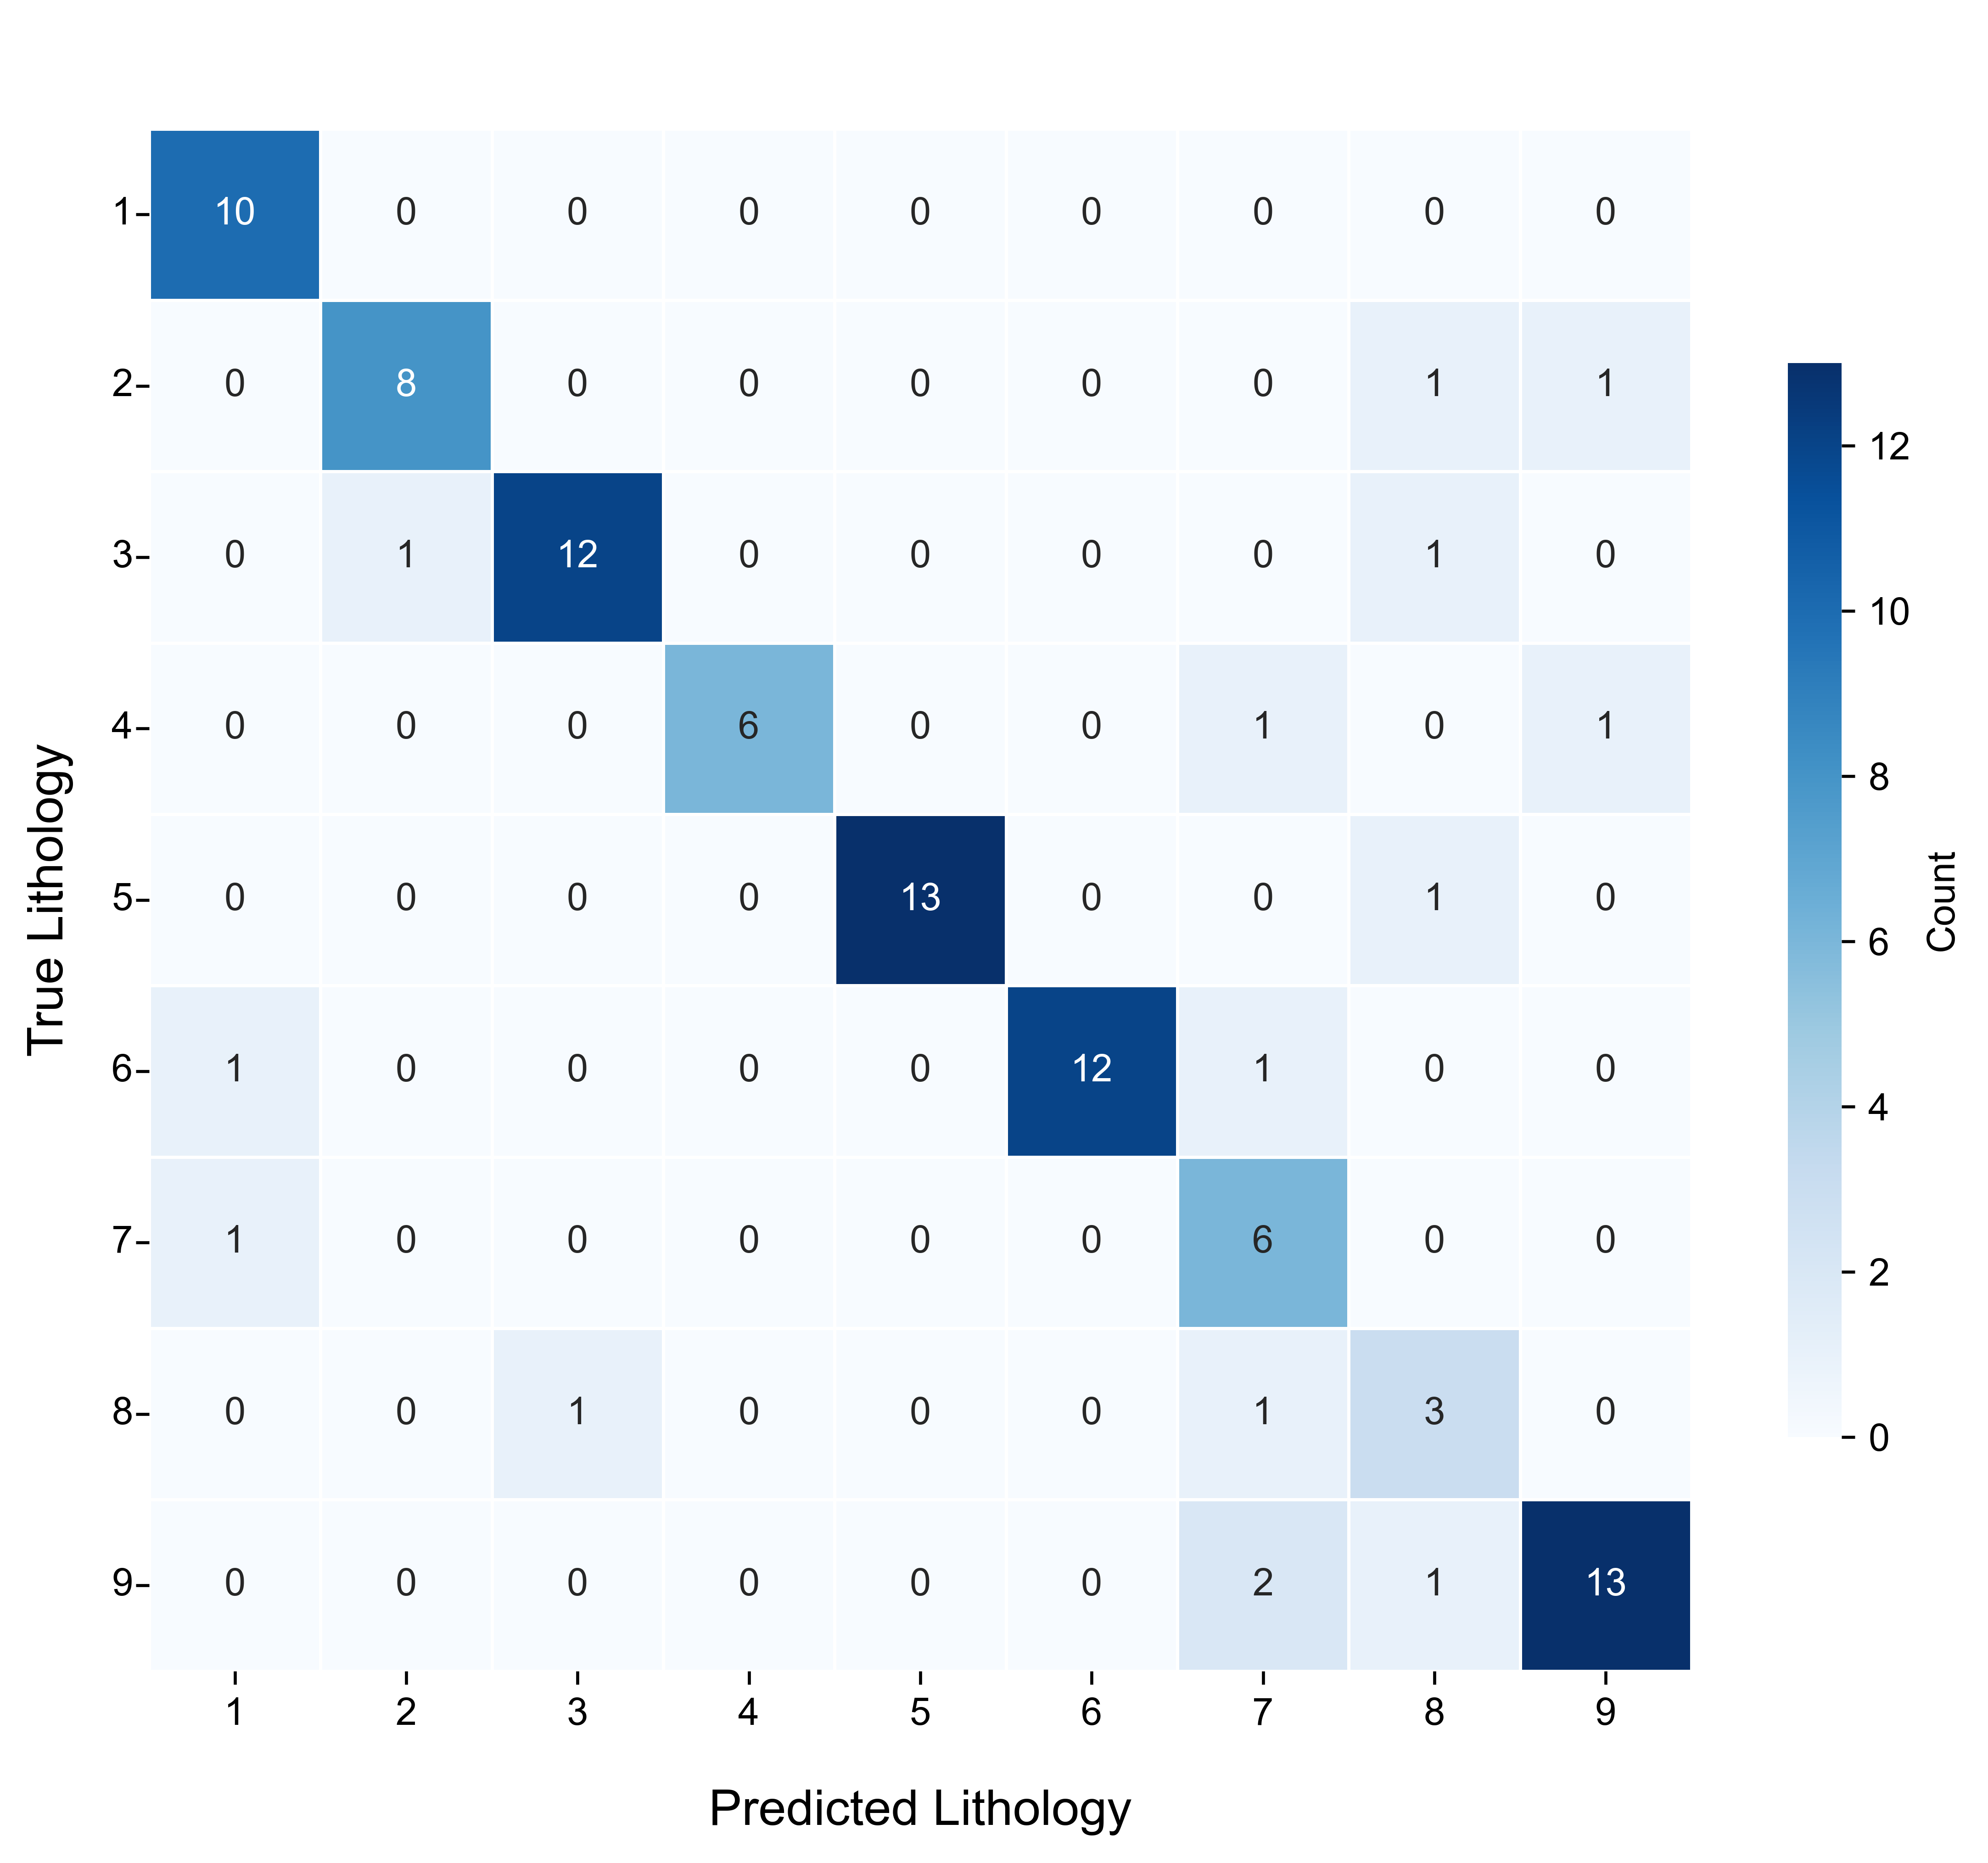 1 10 0 0 0 0 0 0 0 0
2 0 8 0 0 0 0 0 1 1
3 0 1 12 0 0 0 0 1 0
4 0 0 0 6 0 0 1 0 1
5 0 0 0 0 13 0 0 1 0
6 1 0 0 0 0 12 1 0 0
7 1 0 0 0 0 0 6 0 0
8 0 0 1 0 0 0 1 3 0
9 0 0 0 0 0 0 2 1 13
1 2 3 4 5 6 7 8 9
Predicted Lithology
True Lithology
12
10
8
6
4
2
0
Count